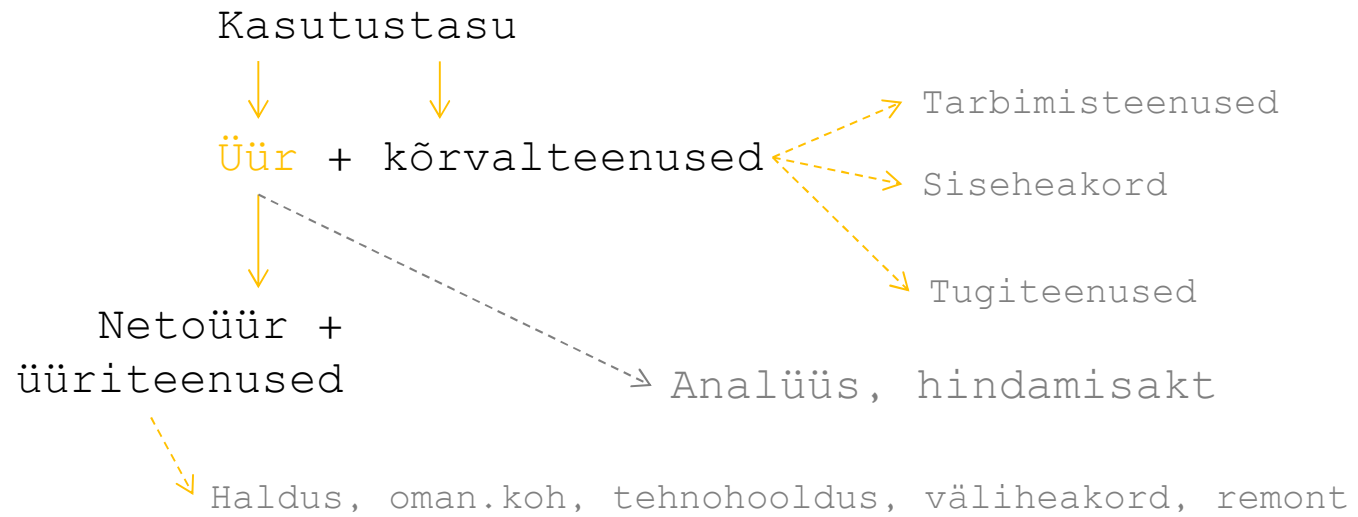 Kasutustasu
Tarbimisteenused
Üür + kõrvalteenused
Siseheakord
Tugiteenused
Netoüür +
üüriteenused
Analüüs, hindamisakt
Haldus, oman.koh, tehnohooldus, väliheakord, remont